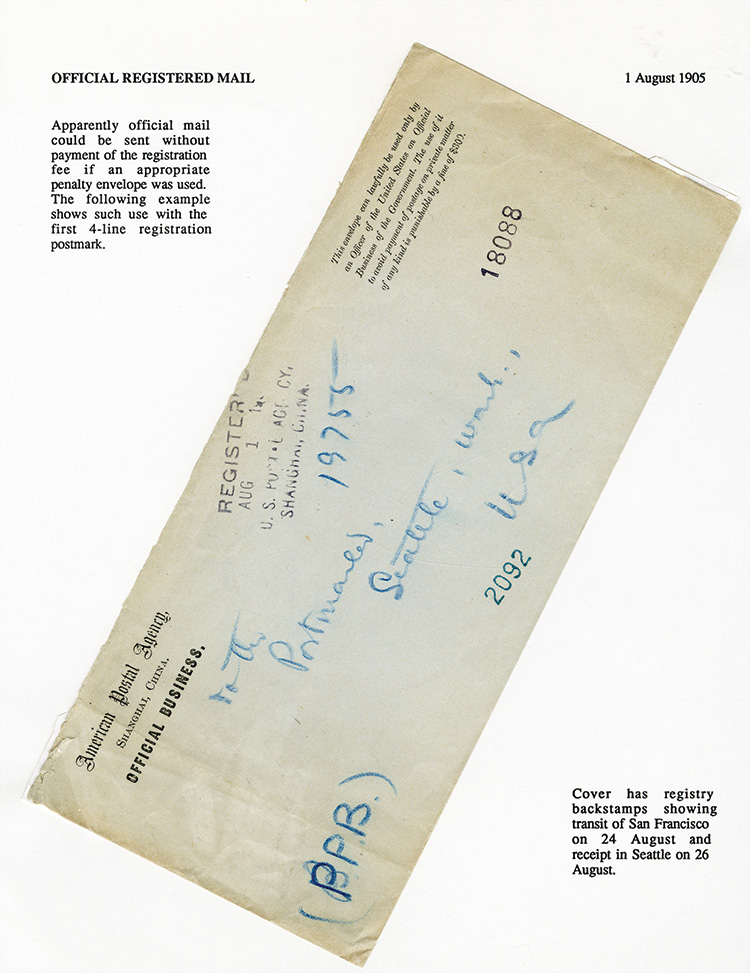 OFFICIAL REGISTERED MAIL
1 August 1905
Apparently official mail
could be sent without
payment of the registration
fee if an appropriate
penalty envelope was used.
The following example
shows such use with the
first 4-line registration
postmark.
This envelope can lawfully be used only by
an Officer of the United States on Official
Business of the Government. The use of it
to avoid payment of postage on private matter
of any kind is punishable by a fine of $300.
18088
REGISTER'D
AUG 1
U. S. POSTAL AGENCY,
SHANGHAI, CHINA.
19755
American Postal Agency,
SHANGHAI, CHINA.
OFFICIAL BUSINESS.
To the
Postmaster,
Seattle, Wash.,
USA
2092
(P.P.B.)
Cover has registry
backstamps showing
transit of San Francisco
on 24 August and
receipt in Seattle on 26
August.